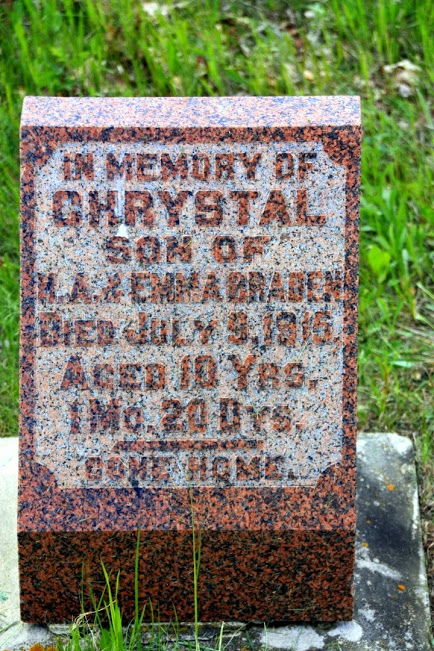 IN MEMORY OF
CHRYSTAL
SON OF
& EMMA BRADEN
DIED JULY 9, 1916
AGED 10 YRS.
1 MO. 20 DYS.
GONE HOME.